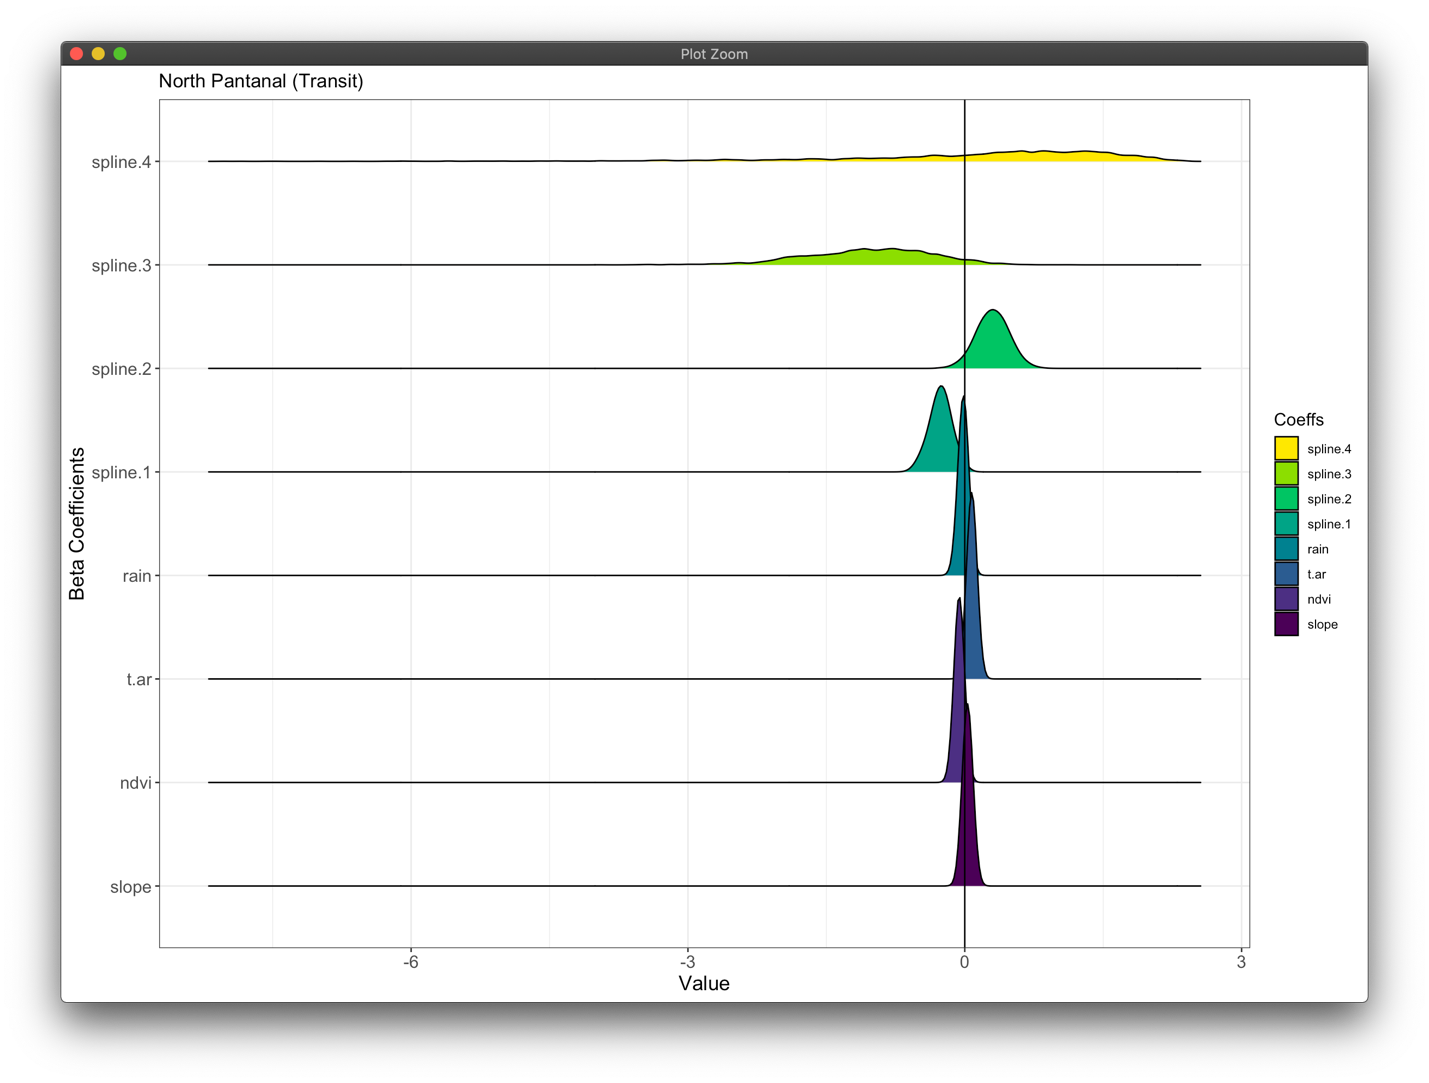 Plot Zoom
North Pantanal (Transit)
spline.4
spline.3
spline.2
spline.1
rain
t.ar
ndvi
slope
Beta Coefficients
-6
-3
0
3
Value
Coeffs
spline.4
spline.3
spline.2
spline.1
rain
t.ar
ndvi
slope